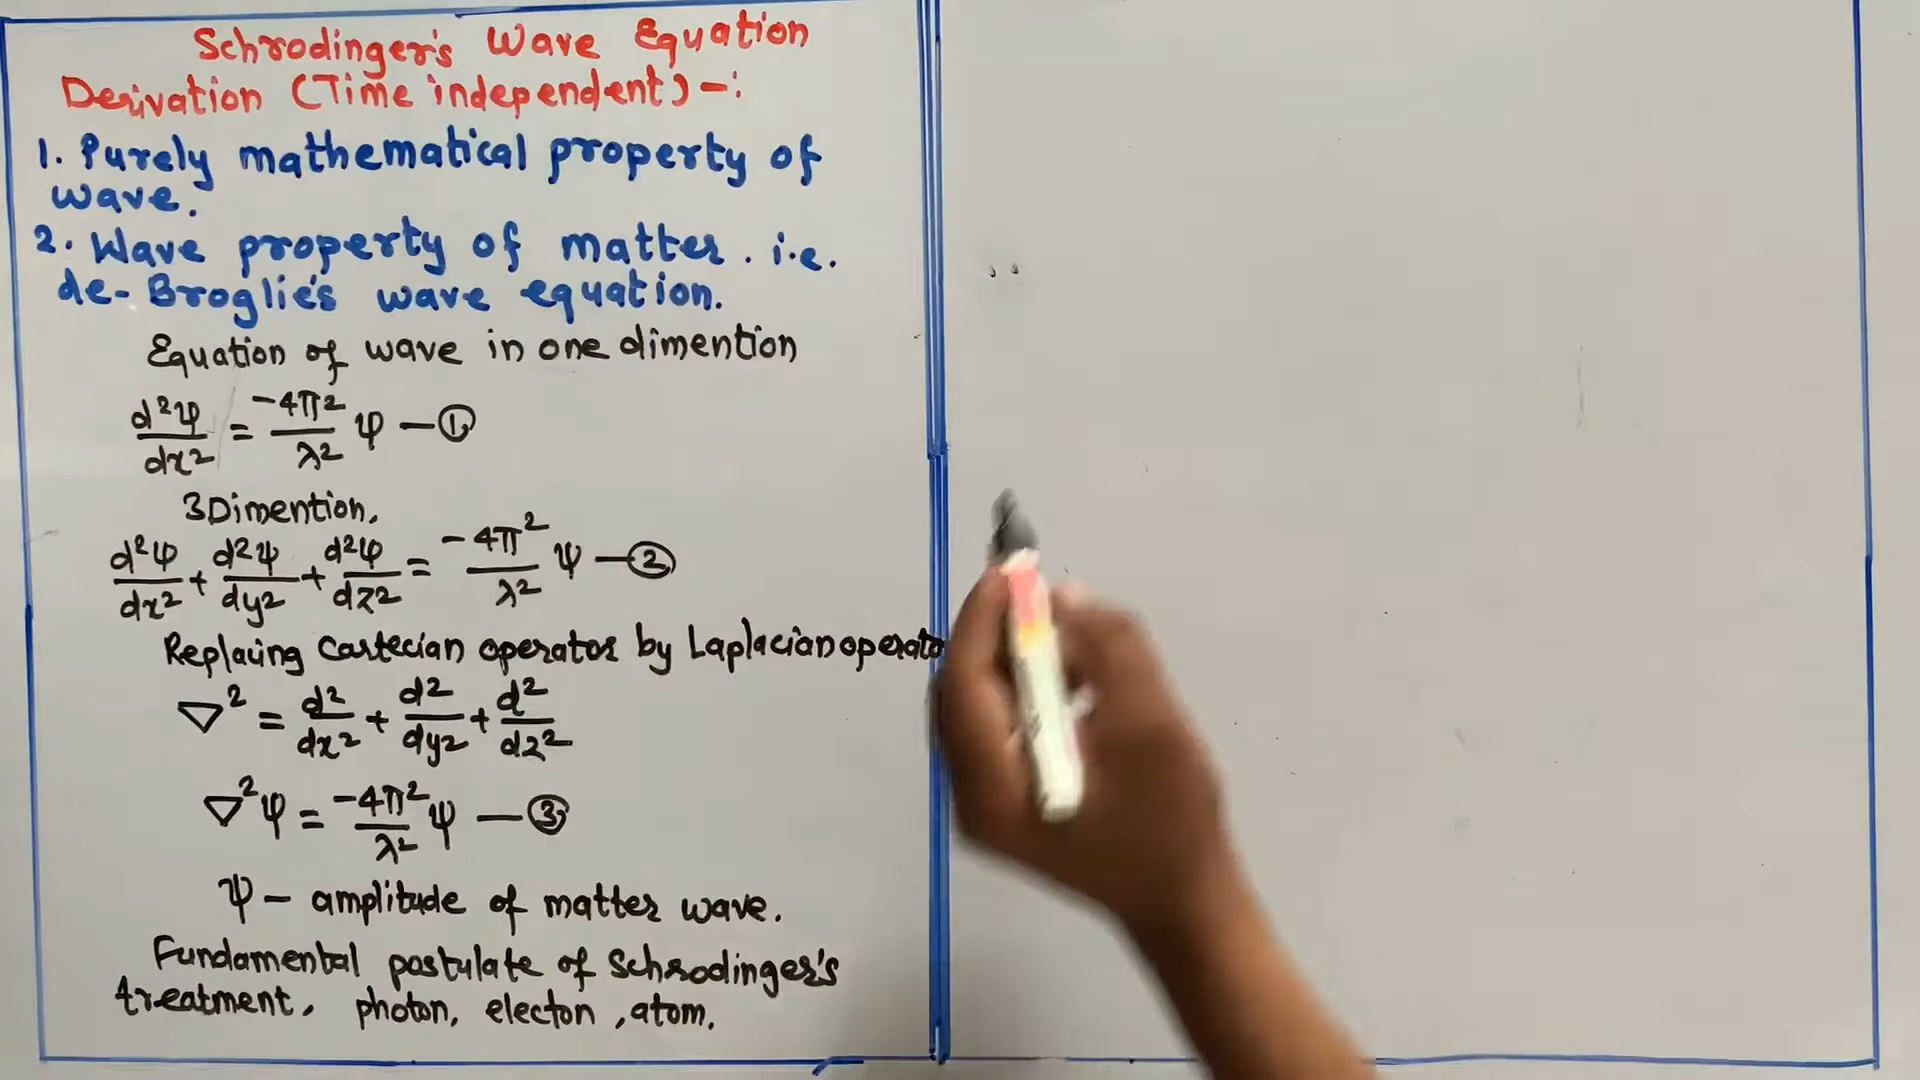 Schrodinger's Wave Equation
Derivation (Time independent) -:
1. Purely mathematical property of
wave.
2. Wave property of matter. i.e.
de-Broglie's wave equation.
Equation of wave in one dimention
d²ψ/dx² = -4π²/λ² ψ — ①
3Dimention,
d²ψ/dx² + d²ψ/dy² + d²ψ/dz² = -4π²/λ² ψ — ②
Replacing Cartecian operator by Laplacian operato
▽² = d²/dx² + d²/dy² + d²/dz²
▽²ψ = -4π²/λ² ψ — ③
ψ - amplitude of matter wave.
Fundamental postulate of Schrodinger's
treatment, photon, electon, atom.